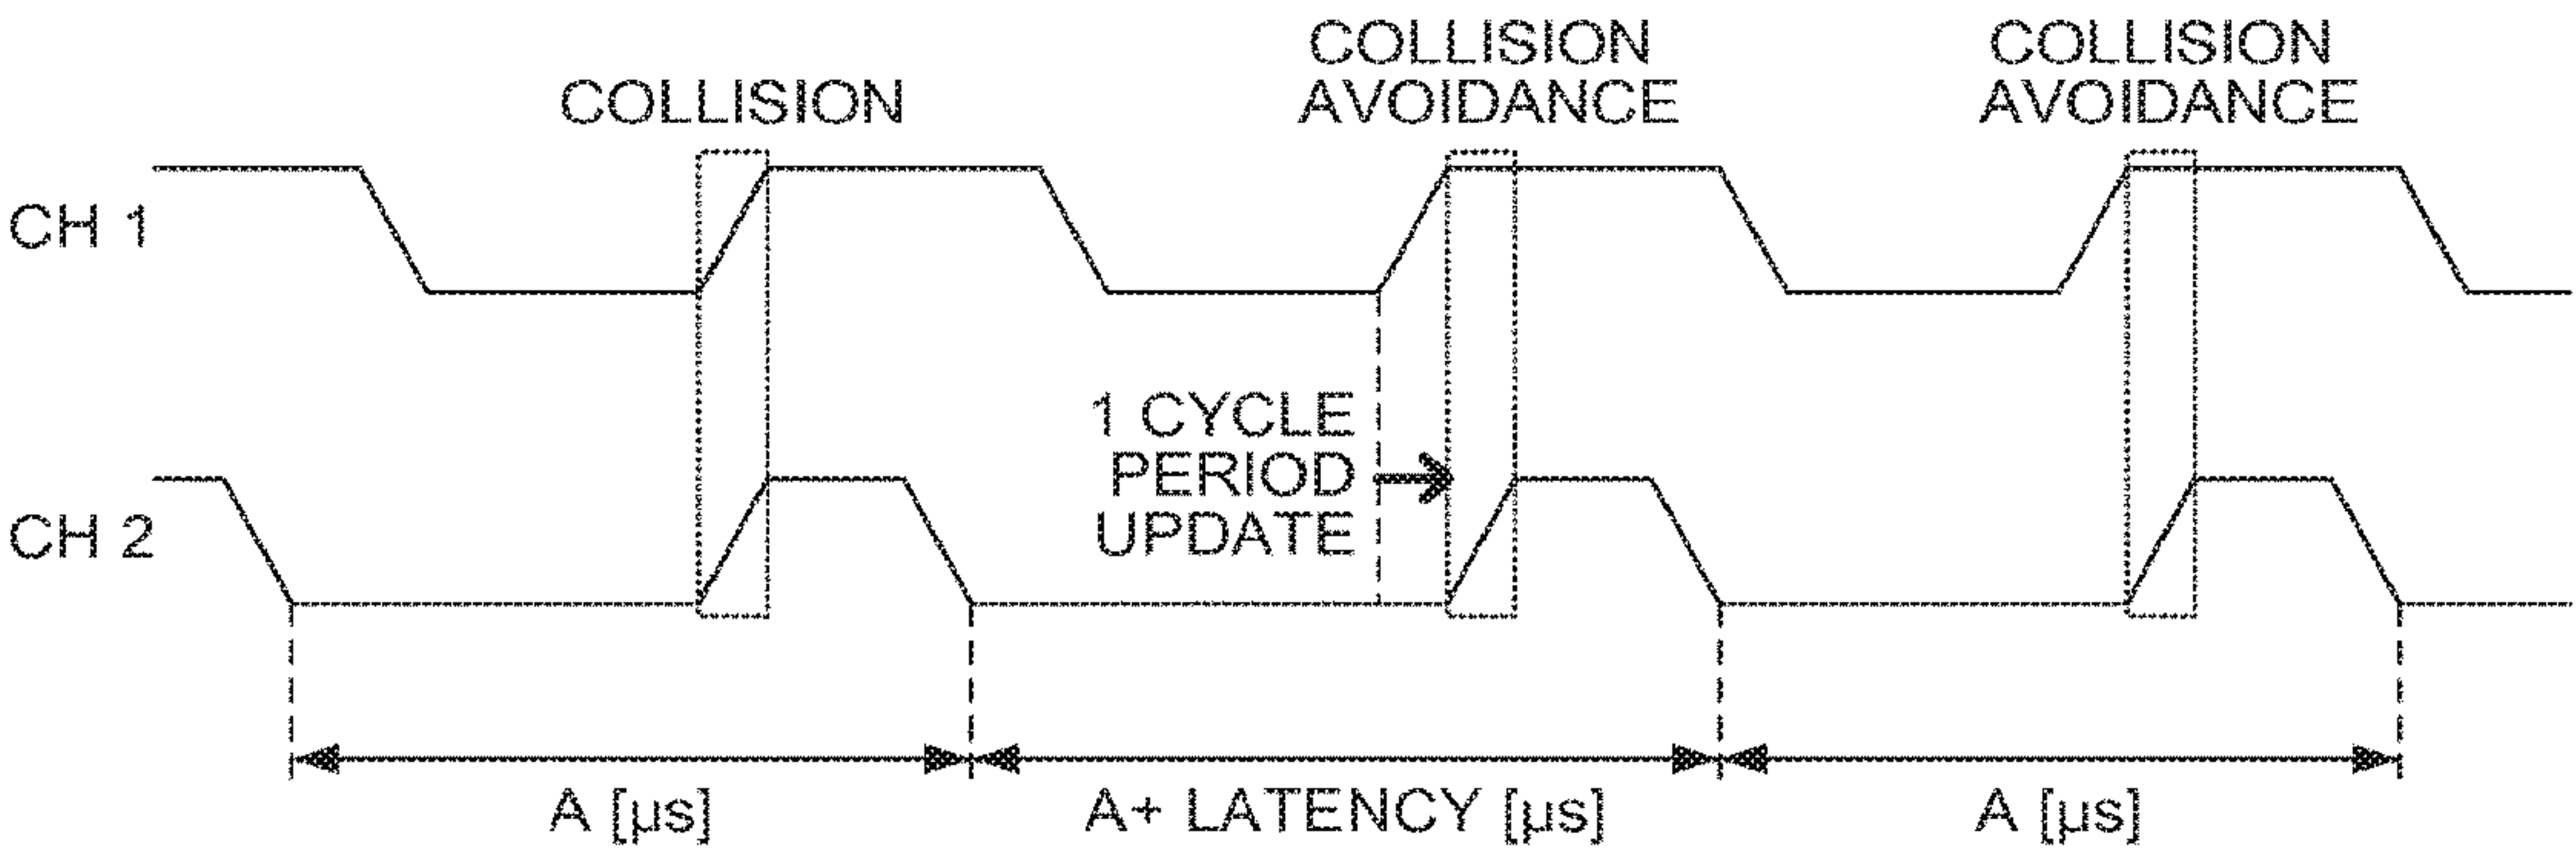 COLLISION
COLLISION
AVOIDANCE
COLLISION
AVOIDANCE
CH 1
1 CYCLE
PERIOD
UPDATE
CH 2
A [µs]
A+ LATENCY [µs]
A [µs]